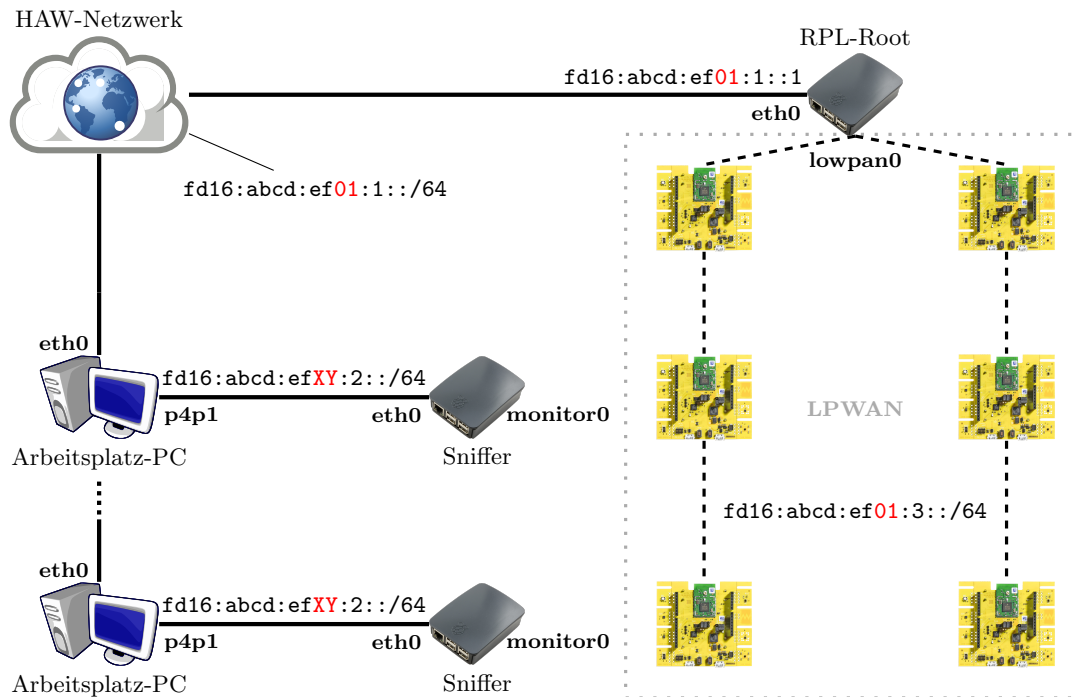 HAW-Netzwerk
RPL-Root
fd16:abcd:ef01:1::1
eth0
lowpan0
fd16:abcd:ef01:1::/64
eth0
fd16:abcd:efXY:2::/64
p4p1
eth0
monitor0
Arbeitsplatz-PC
Sniffer
LPWAN
fd16:abcd:ef01:3::/64
eth0
fd16:abcd:efXY:2::/64
p4p1
eth0
monitor0
Arbeitsplatz-PC
Sniffer